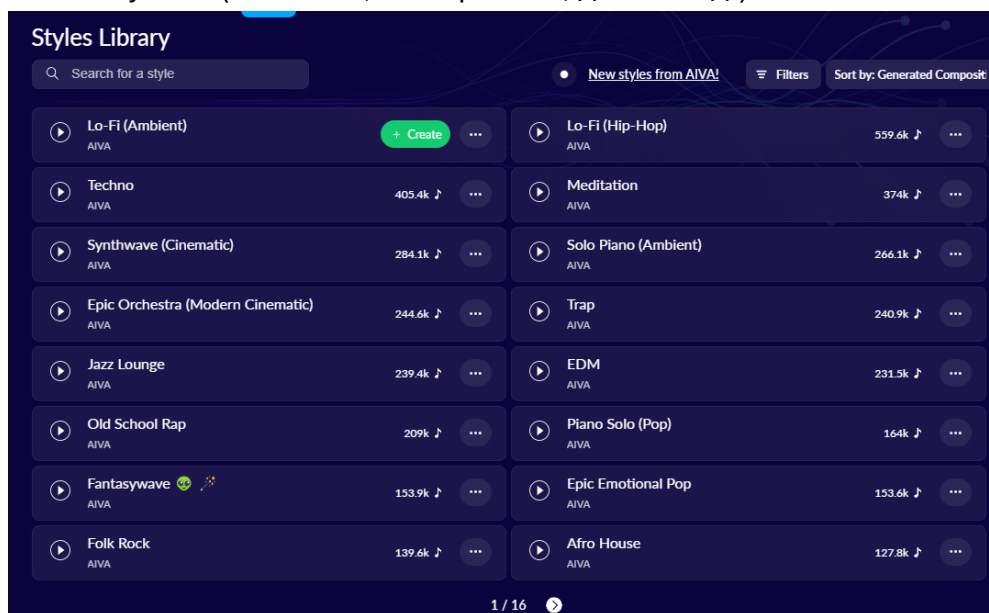 Styles Library
Search for a style
New styles from AIVA!
Filters
Sort by: Generated Composit
Lo-Fi (Ambient)
AIVA
+ Create
Lo-Fi (Hip-Hop)
AIVA
559.6k
Techno
AIVA
405.4k
Meditation
AIVA
374k
Synthwave (Cinematic)
AIVA
284.1k
Solo Piano (Ambient)
AIVA
266.1k
Epic Orchestra (Modern Cinematic)
AIVA
244.6k
Trap
AIVA
240.9k
Jazz Lounge
AIVA
239.4k
EDM
AIVA
231.5k
Old School Rap
AIVA
209k
Piano Solo (Pop)
AIVA
164k
Fantasywave 👽 🪄
AIVA
153.9k
Epic Emotional Pop
AIVA
153.6k
Folk Rock
AIVA
139.6k
Afro House
AIVA
127.8k
1 / 16